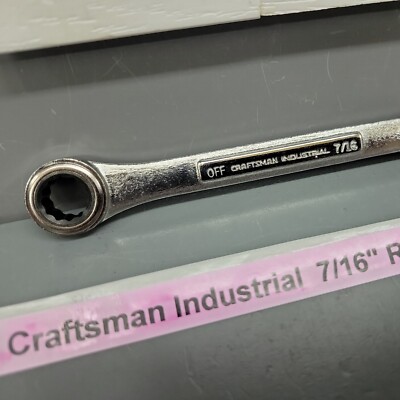 OFF CRAFTSMAN INDUSTRIAL 7/16
Craftsman Industrial 7/16" R